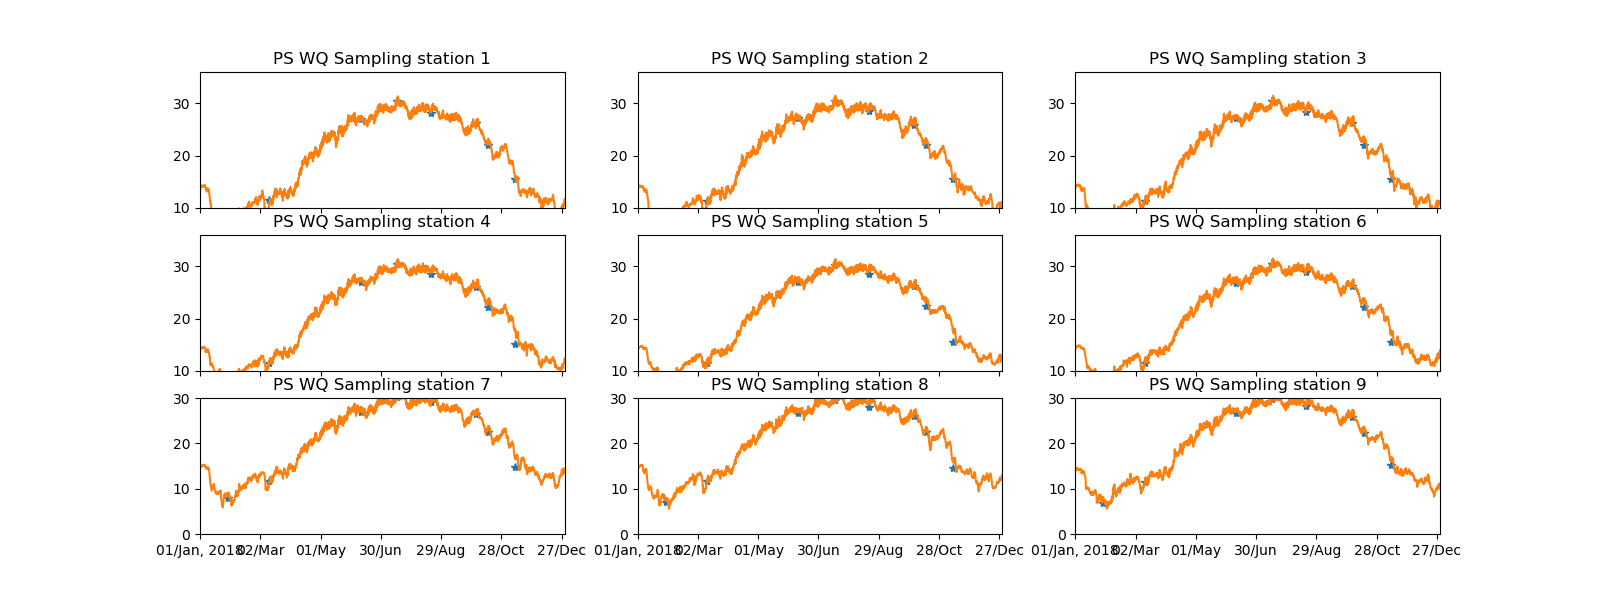 PS WQ Sampling station 1
PS WQ Sampling station 2
PS WQ Sampling station 3
30
20
10
30
20
10
30
20
10
PS WQ Sampling station 4
PS WQ Sampling station 5
PS WQ Sampling station 6
30
20
10
30
20
10
30
20
10
PS WQ Sampling station 7
PS WQ Sampling station 8
PS WQ Sampling station 9
30
20
10
0
30
20
10
0
30
20
10
0
01/Jan, 2018 02/Mar 01/May 30/Jun 29/Aug 28/Oct 27/Dec
01/Jan, 2018 02/Mar 01/May 30/Jun 29/Aug 28/Oct 27/Dec
01/Jan, 2018 02/Mar 01/May 30/Jun 29/Aug 28/Oct 27/Dec